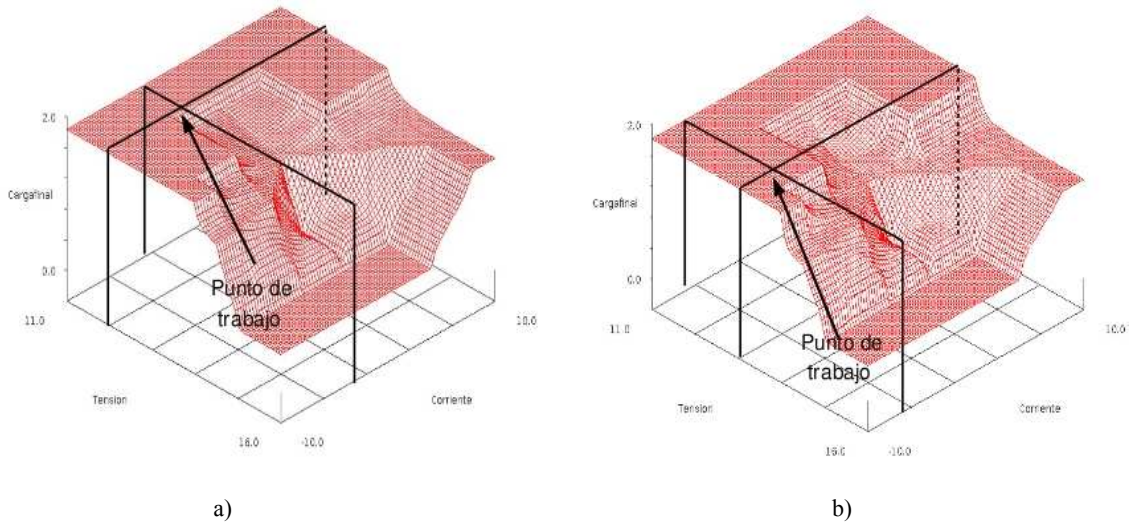 2.0
Cargafinal
0.0
11.0
Tension
16.0
-10.0
Corriente
10.0
Punto de
trabajo
a)
2.0
Cargafinal
0.0
11.0
Tension
16.0
-10.0
Corriente
10.0
Punto de
trabajo
b)